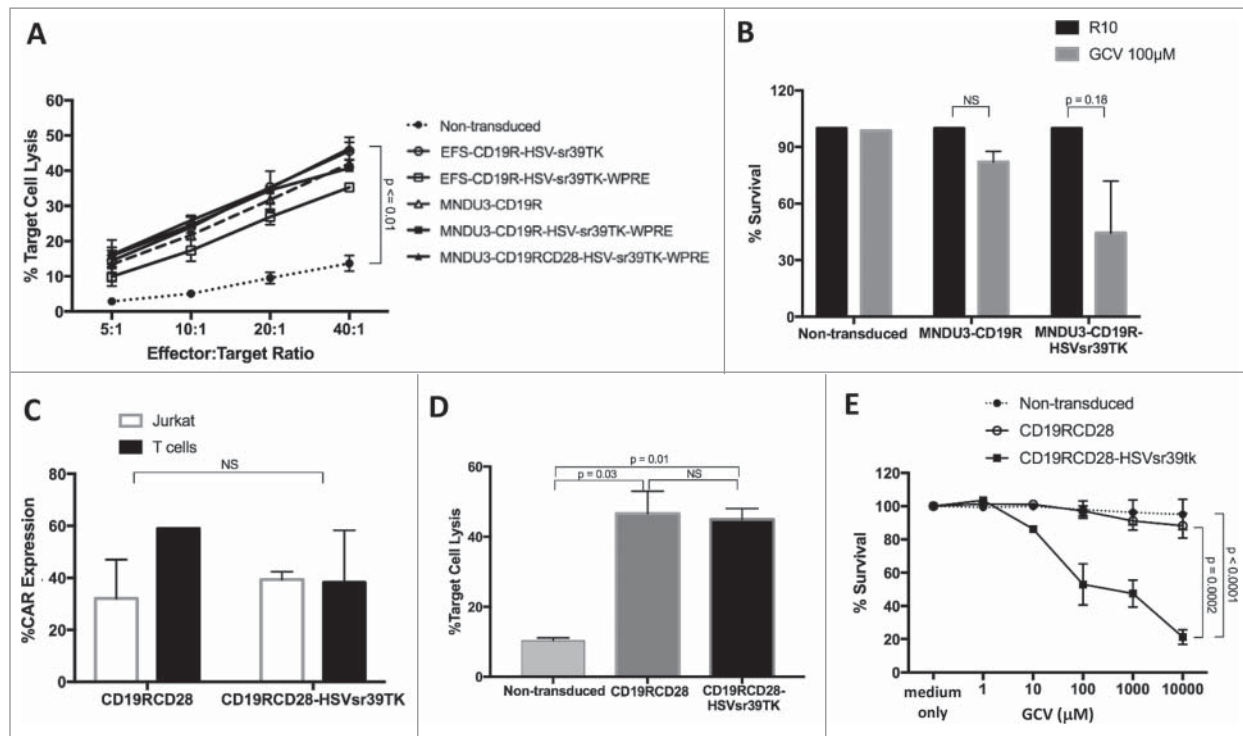 A
60
50
40
30
20
10
0
% Target Cell Lysis
5:1 10:1 20:1 40:1
Effector:Target Ratio
p <= 0.01
Non-transduced
EFS-CD19R-HSV-sr39TK
EFS-CD19R-HSV-sr39TK-WPRE
MNDU3-CD19R
MNDU3-CD19R-HSV-sr39TK-WPRE
MNDU3-CD19RCD28-HSV-sr39TK-WPRE
B
R10
GCV 100μM
120
90
60
30
0
% Survival
NS
p = 0.18
Non-transduced MNDU3-CD19R MNDU3-CD19R-
HSVsr39TK
C
Jurkat
T cells
NS
80
60
40
20
0
%CAR Expression
CD19RCD28 CD19RCD28-HSVsr39TK
D
60
40
20
0
%Target Cell Lysis
p = 0.01
p = 0.03
NS
Non-transduced CD19RCD28 CD19RCD28-
HSVsr39TK
E
Non-transduced
CD19RCD28
CD19RCD28-HSVsr39tk
120
100
80
60
40
20
0
% Survival
p = 0.0002
p < 0.0001
medium
only
1 10 100 1000 10000
GCV (μM)